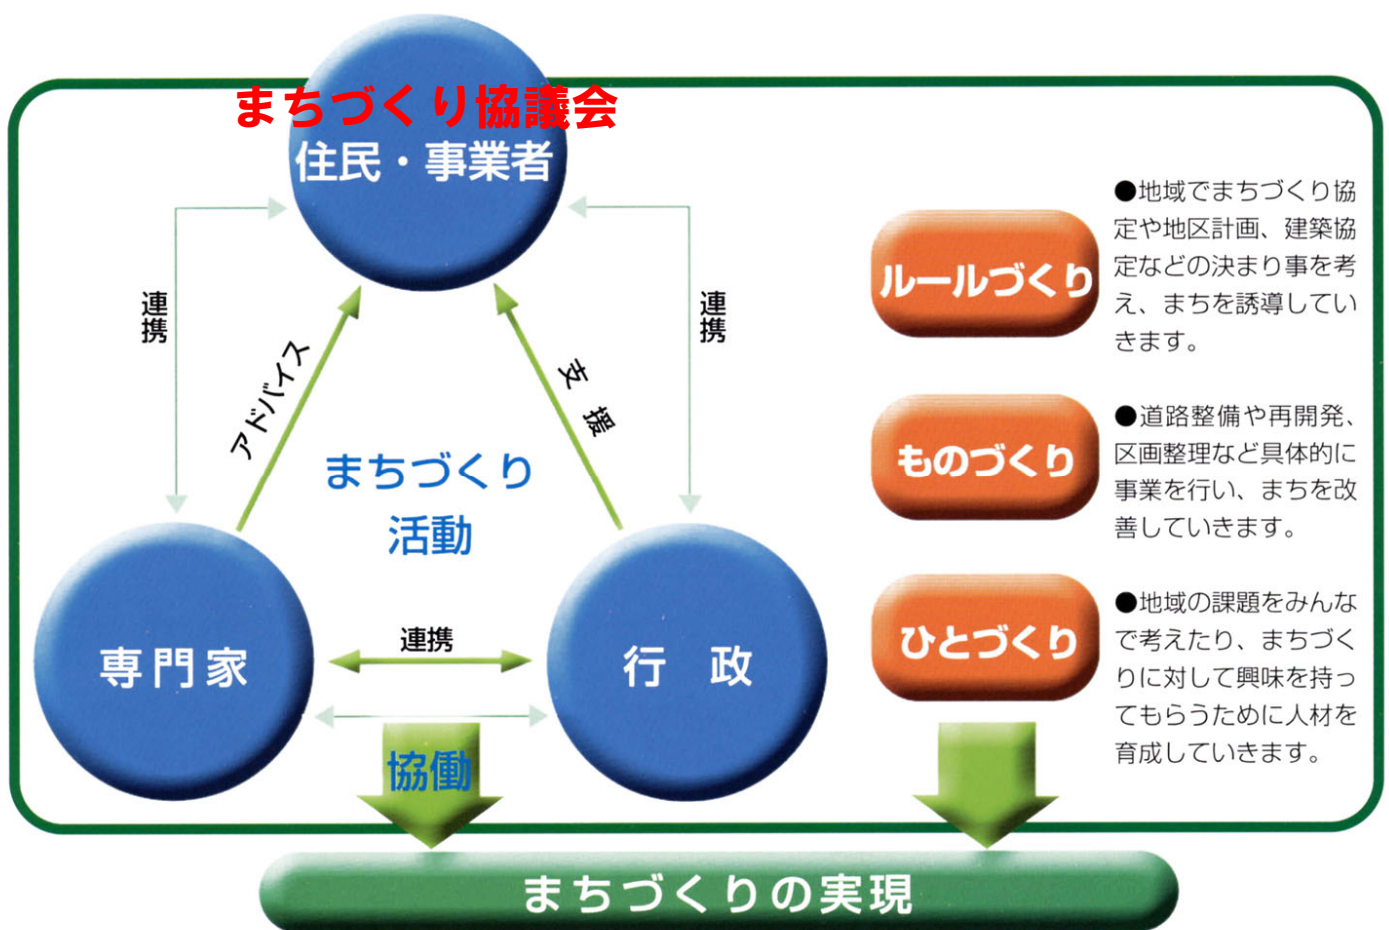 まちづくり協議会
住民・事業者
連携
連携
アドバイス
支援
まちづくり
活動
専門家
連携
行政
協働
ルールづくり
●地域でまちづくり協
定や地区計画、建築協
定などの決まり事を考
え、まちを誘導してい
きます。
ものづくり
●道路整備や再開発、
区画整理など具体的に
事業を行い、まちを改
善していきます。
ひとづくり
●地域の課題をみんな
で考えたり、まちづく
りに対して興味を持っ
てもらうために人材を
育成していきます。
まちづくりの実現